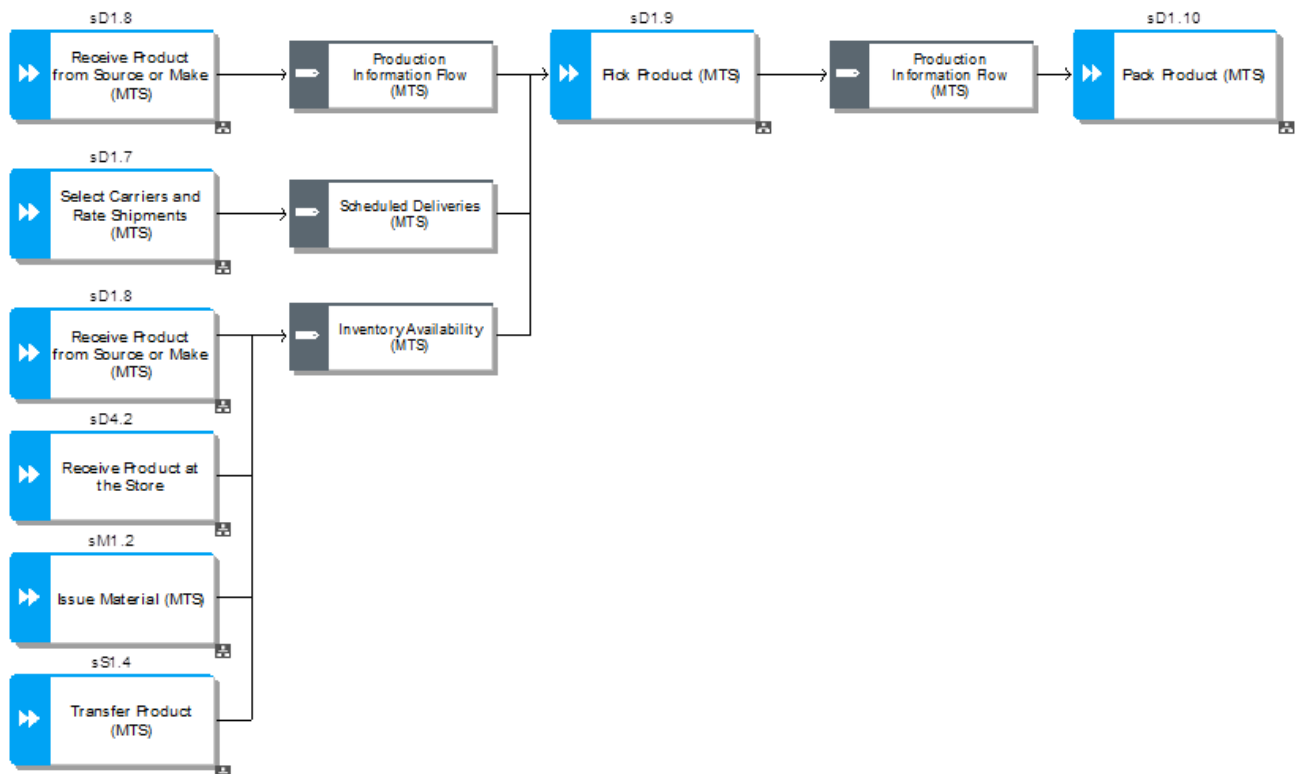 sD1.8
Receive Product
from Source or Make
(MTS)
Production
Information Flow
(MTS)
sD1.9
Pick Product (MTS)
Production
Information Flow
(MTS)
sD1.10
Pack Product (MTS)
sD1.7
Select Carriers and
Rate Shipments
(MTS)
Scheduled Deliveries
(MTS)
sD1.8
Receive Product
from Source or Make
(MTS)
Inventory Availability
(MTS)
sD4.2
Receive Product at
the Store
sM1.2
Issue Material (MTS)
sS1.4
Transfer Product
(MTS)